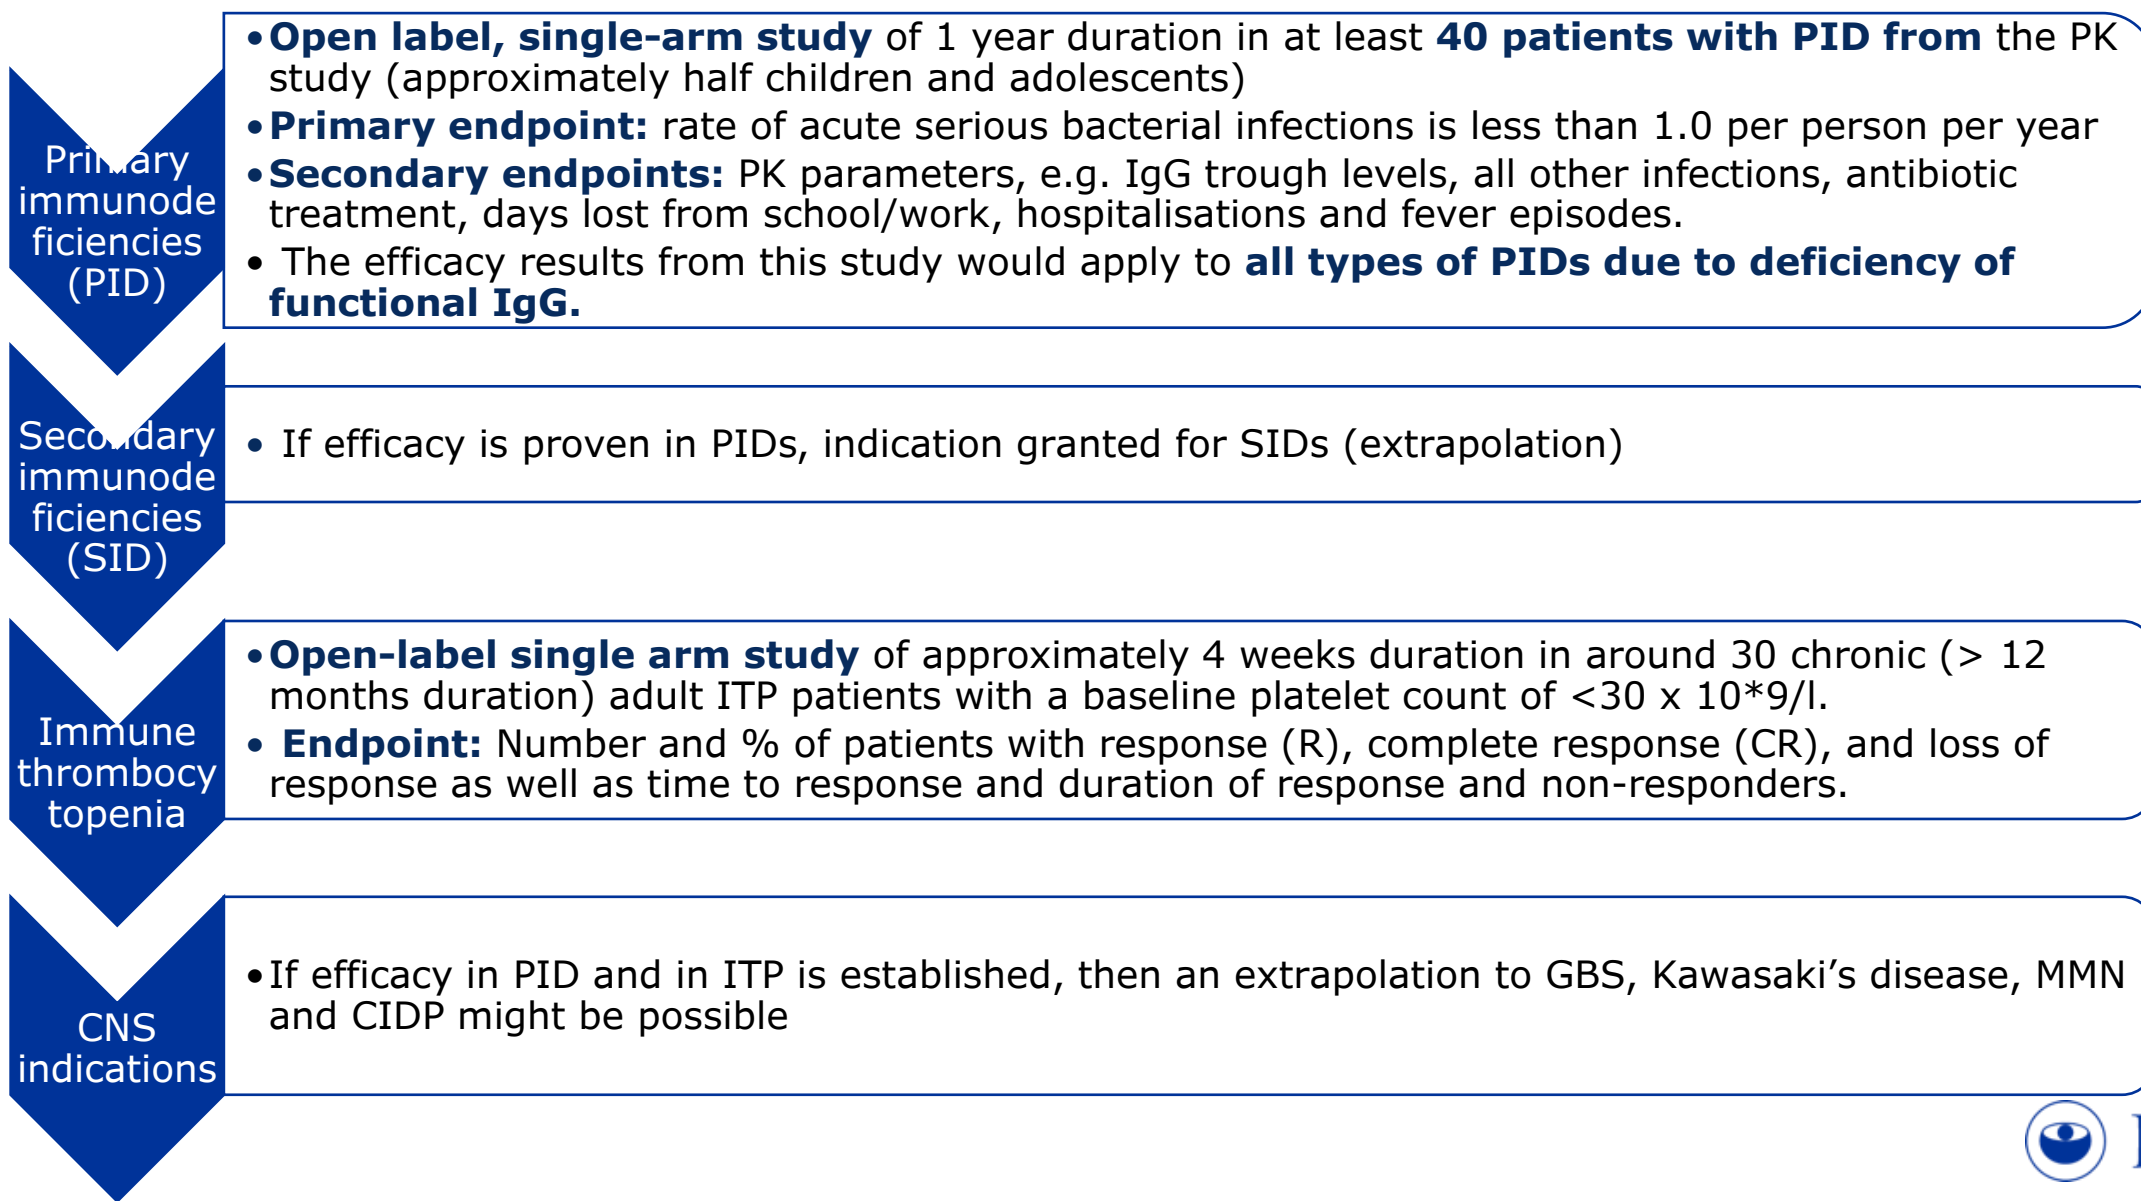 Primary
immunode
ficiencies
(PID)
•Open label, single-arm study of 1 year duration in at least 40 patients with PID from the PK
study (approximately half children and adolescents)
•Primary endpoint: rate of acute serious bacterial infections is less than 1.0 per person per year
•Secondary endpoints: PK parameters, e.g. IgG trough levels, all other infections, antibiotic
treatment, days lost from school/work, hospitalisations and fever episodes.
• The efficacy results from this study would apply to all types of PIDs due to deficiency of
functional IgG.
Secondary
immunode
ficiencies
(SID)
• If efficacy is proven in PIDs, indication granted for SIDs (extrapolation)
Immune
thrombocy
topenia
•Open-label single arm study of approximately 4 weeks duration in around 30 chronic (> 12
months duration) adult ITP patients with a baseline platelet count of <30 x 10*9/l.
• Endpoint: Number and % of patients with response (R), complete response (CR), and loss of
response as well as time to response and duration of response and non-responders.
CNS
indications
•If efficacy in PID and in ITP is established, then an extrapolation to GBS, Kawasaki’s disease, MMN
and CIDP might be possible